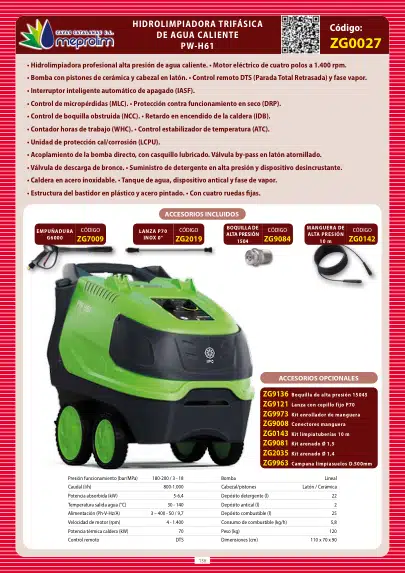 HIDROLIMPIADORA TRIFÁSICA
DE AGUA CALIENTE
PW-H61
Código:
ZG0027
GAVAS CATALANAS S.L.
meprolim
• Hidrolimpiadora profesional alta presión de agua caliente. • Motor eléctrico de cuatro polos a 1.400 rpm.
• Bomba con pistones de cerámica y cabezal en latón. • Control remoto DTS (Parada Total Retrasada) y fase vapor.
• Interruptor inteligente automático de apagado (IASF).
• Control de micropérdidas (MLC). • Protección contra funcionamiento en seco (DRP).
• Control de boquilla obstruida (NCC). • Retardo en encendido de la caldera (IDB).
• Contador horas de trabajo (WHC). • Control estabilizador de temperatura (ATC).
• Unidad de protección cal/corrosión (LCPU).
• Acoplamiento de la bomba directo, con casquillo lubricado. Válvula by-pass en latón atornillado.
• Válvula de descarga de bronce. • Suministro de detergente en alta presión y dispositivo desincrustante.
• Caldera en acero inoxidable. • Tanque de agua, dispositivo antical y fase de vapor.
• Estructura del bastidor en plástico y acero pintado. • Con cuatro ruedas fijas.
ACCESORIOS INCLUIDOS
EMPUÑADURA
G6000
CÓDIGO
ZG7009
LANZA P70
INOX 0°
CÓDIGO
ZG2019
BOQUILLA DE
ALTA PRESIÓN
1504
CÓDIGO
ZG9084
MANGUERA DE
ALTA PRESIÓN
10 m
CÓDIGO
ZG0142
IPC
ACCESORIOS OPCIONALES
ZG9136 Boquilla de alta presión 15045
ZG9121 Lanza con cepillo fijo P70
ZG9973 Kit enrollador de manguera
ZG9008 Conectores manguera
ZG0143 Kit limpiatuberías 10 m
ZG9081 Kit arenado Ø 1,5
ZG2035 Kit arenado Ø 1,4
ZG9963 Campana limpiasuelos Ø 300mm
Presión funcionamiento (bar/MPa) 180-200 / 3 - 18
Caudal (l/h) 800-1.000
Potencia absorbida (kW) 5-6,4
Temperatura salida agua (°C) 30 - 140
Alimentación (Ph-V-Hz/A) 3 – 400 - 50 / 9,7
Velocidad de motor (rpm) 4 - 1.400
Potencia térmica caldera (kW) 70
Control remoto DTS
Bomba Lineal
Cabezal/pistones Latón / Cerámica
Depósito detergente (l) 22
Depósito antical (l) 2
Depósito combustible (l) 25
Consumo de combustible (kg/h) 5,8
Peso (kg) 120
Dimensiones (cm) 110 x 70 x 90